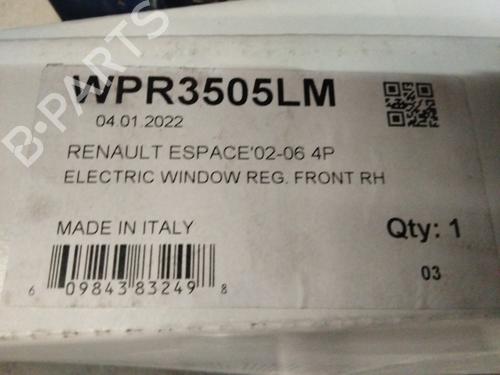 WPR3505LM
04.01.2022
RENAULT ESPACE'02-06 4P
ELECTRIC WINDOW REG. FRONT RH
MADE IN ITALY
Qty: 1
6 09843 83249 8
03
B-PARTS